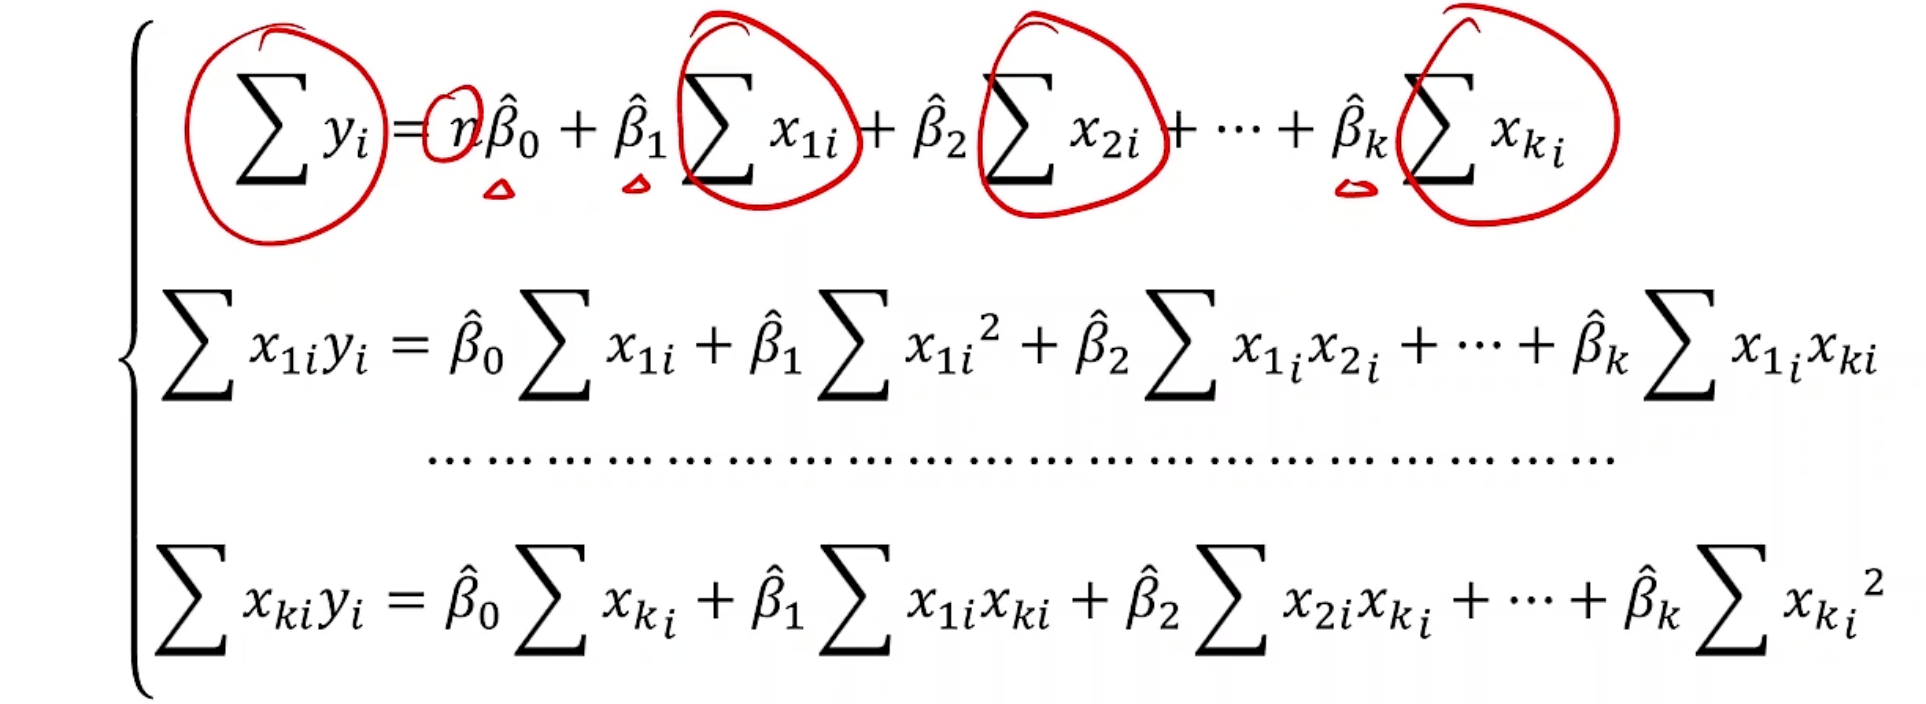 ∑ yᵢ = nβ̂₀ + β̂₁ ∑ x₁ᵢ + β̂₂ ∑ x₂ᵢ + ⋯ + β̂ₖ ∑ xₖᵢ
∑ x₁ᵢyᵢ = β̂₀ ∑ x₁ᵢ + β̂₁ ∑ x₁ᵢ² + β̂₂ ∑ x₁ᵢx₂ᵢ + ⋯ + β̂ₖ ∑ x₁ᵢxₖᵢ
… … … … … … … … … … … … … … … … … … … …
∑ xₖᵢyᵢ = β̂₀ ∑ xₖᵢ + β̂₁ ∑ x₁ᵢxₖᵢ + β̂₂ ∑ x₂ᵢxₖᵢ + ⋯ + β̂ₖ ∑ xₖᵢ²